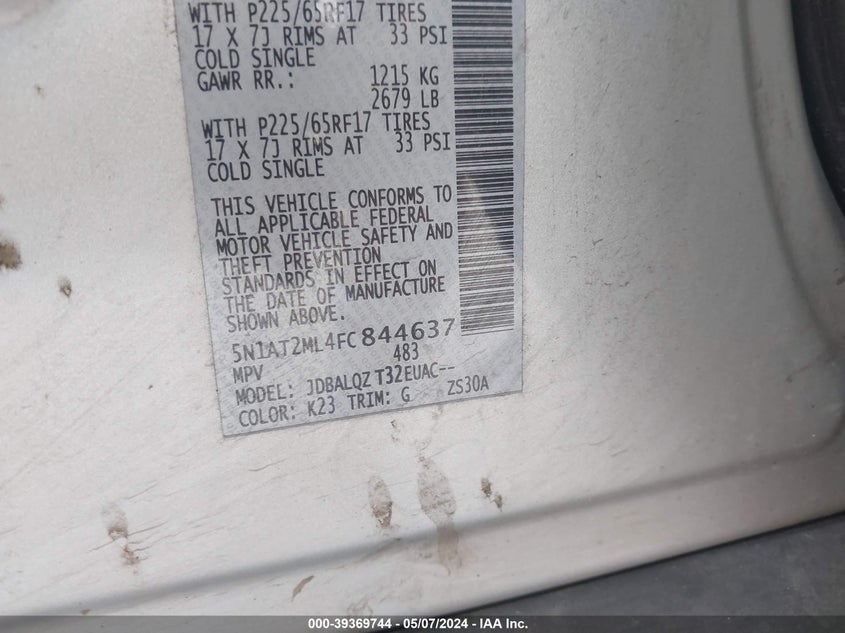 WITH P225/65RF17 TIRES
17 X 7J RIMS AT 33 PSI
COLD SINGLE
GAWR RR.: 1215 KG
2679 LB
WITH P225/65RF17 TIRES
17 X 7J RIMS AT 33 PSI
COLD SINGLE
THIS VEHICLE CONFORMS TO
ALL APPLICABLE FEDERAL
MOTOR VEHICLE SAFETY AND
THEFT PREVENTION
STANDARDS IN EFFECT ON
THE DATE OF MANUFACTURE
SHOWN ABOVE.
5N1AT2ML4FC844637
MPV 483
MODEL: JDBALQZ T32EUAC--
COLOR: K23 TRIM: G ZS30A
000-39369744 - 05/07/2024 - IAA Inc.